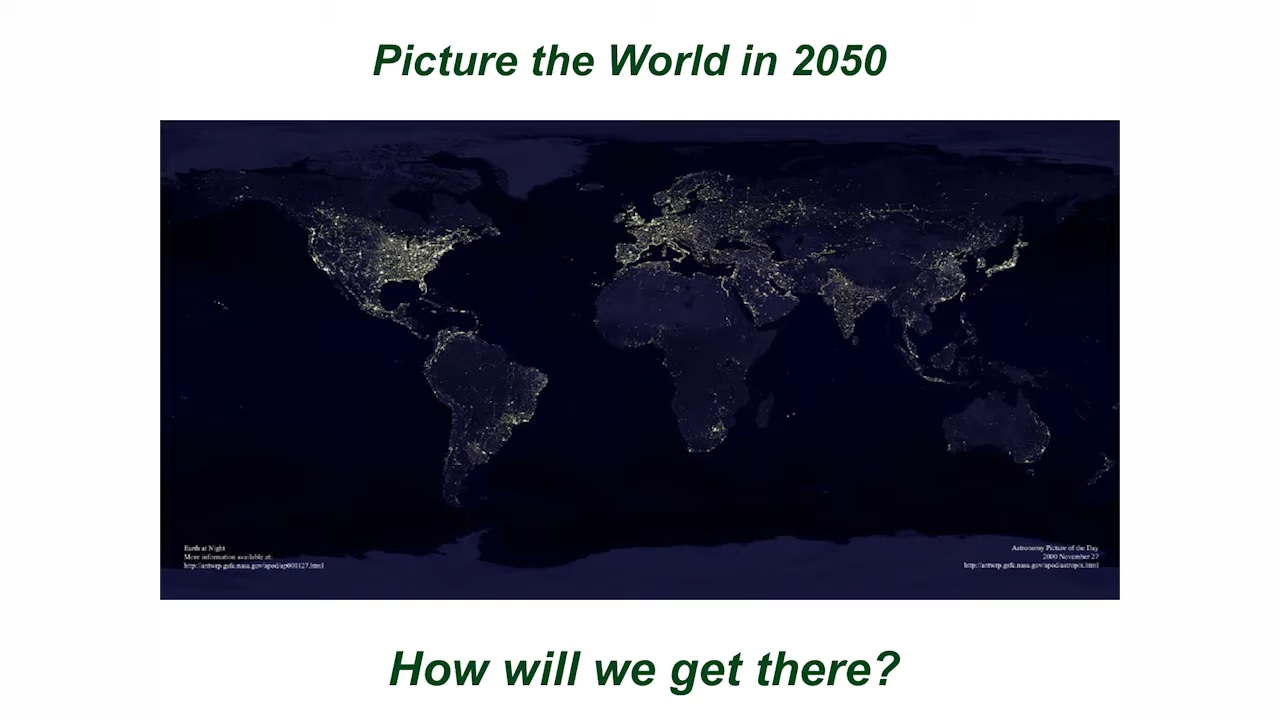 Picture the World in 2050
Earth at Night
More information available at:
http://antwrp.gsfc.nasa.gov/apod/ap001127.html
Astronomy Picture of the Day
2000 November 27
http://antwrp.gsfc.nasa.gov/apod/astropix.html
How will we get there?